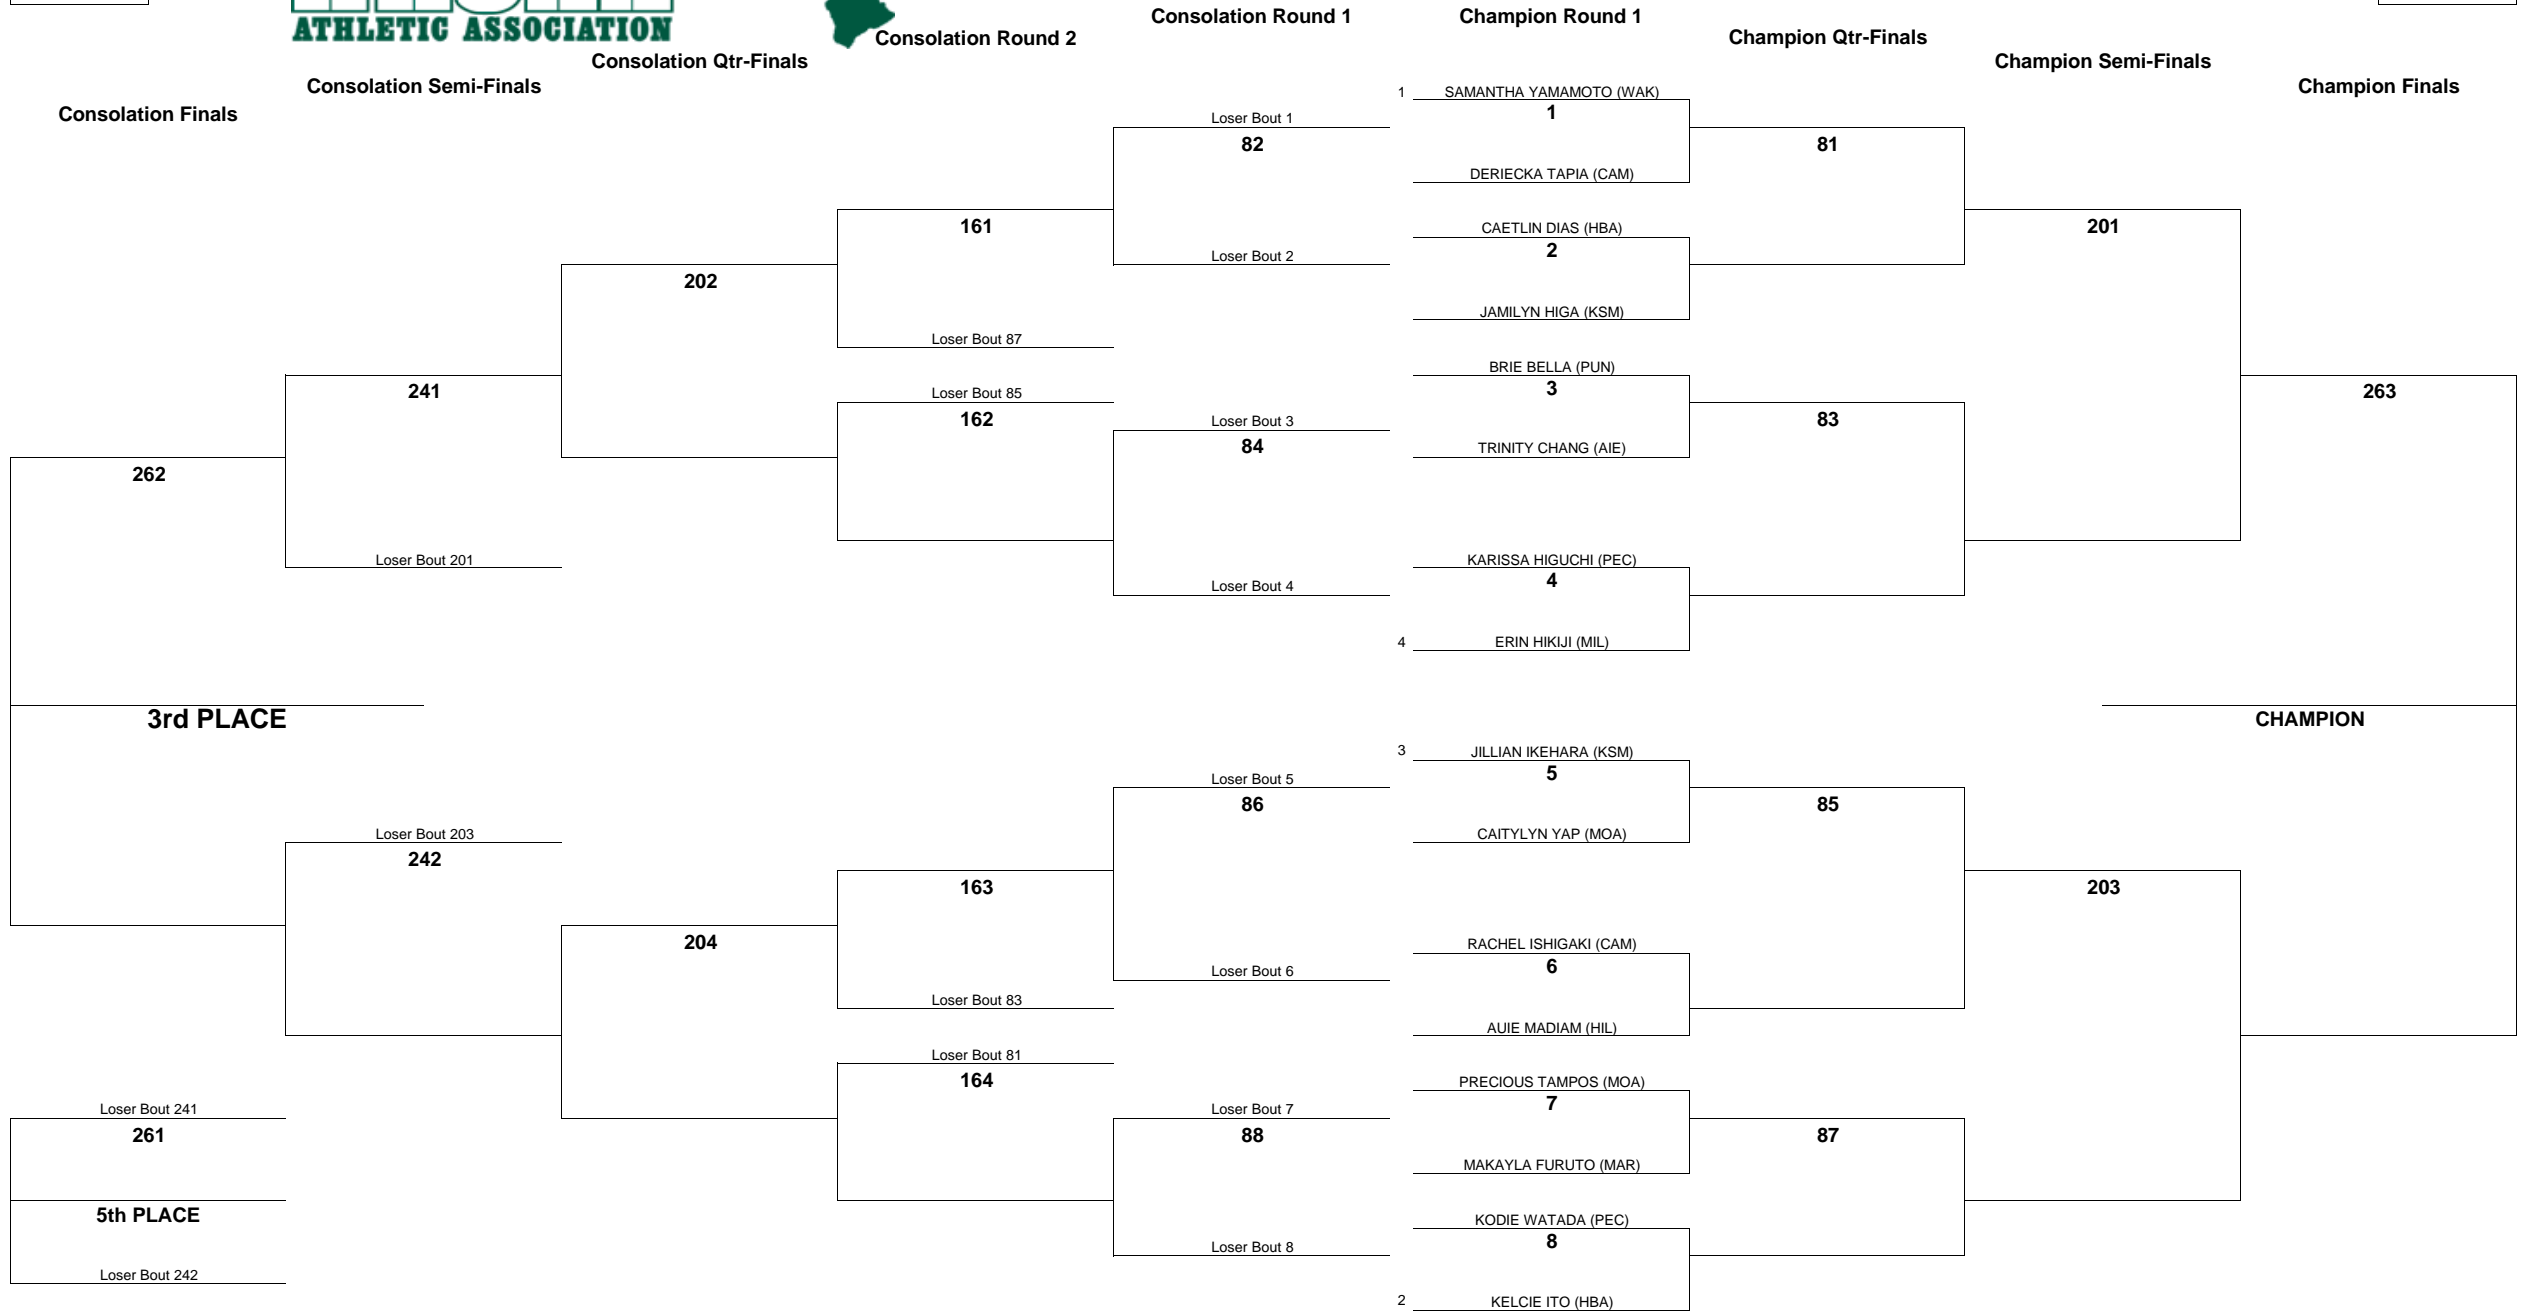 ATHLETIC ASSOCIATION
Consolation Round 1
Champion Round 1
Consolation Round 2
Champion Qtr-Finals
Consolation Qtr-Finals
Champion Semi-Finals
Consolation Semi-Finals
Champion Finals
Consolation Finals
1 SAMANTHA YAMAMOTO (WAK)
1
Loser Bout 1
82
81
DERIECKA TAPIA (CAM)
161
CAETLIN DIAS (HBA)
201
2
Loser Bout 2
202
JAMILYN HIGA (KSM)
Loser Bout 87
BRIE BELLA (PUN)
3
241
Loser Bout 85
263
162
Loser Bout 3
83
84
TRINITY CHANG (AIE)
262
Loser Bout 201
KARISSA HIGUCHI (PEC)
4
Loser Bout 4
4 ERIN HIKIJI (MIL)
3rd PLACE
CHAMPION
3 JILLIAN IKEHARA (KSM)
5
Loser Bout 5
86
85
Loser Bout 203
CAITYLYN YAP (MOA)
242
163
203
204
RACHEL ISHIGAKI (CAM)
6
Loser Bout 6
Loser Bout 83
AUIE MADIAM (HIL)
Loser Bout 81
164
PRECIOUS TAMPOS (MOA)
7
Loser Bout 241
Loser Bout 7
261
88
87
MAKAYLA FURUTO (MAR)
5th PLACE
KODIE WATADA (PEC)
8
Loser Bout 8
Loser Bout 242
2 KELCIE ITO (HBA)